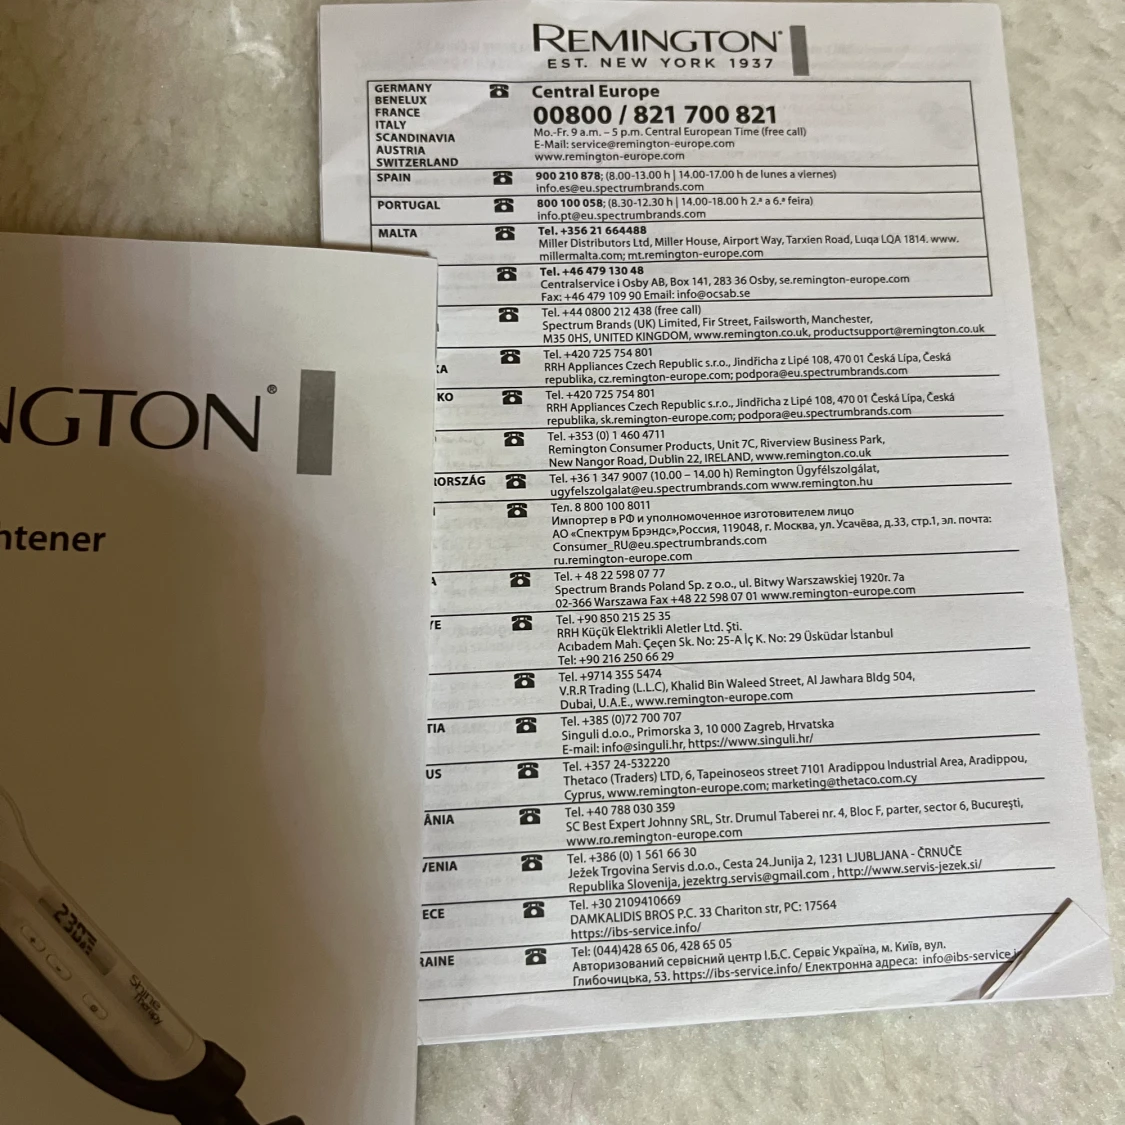 REMINGTON®
EST. NEW YORK 1937
GERMANY
BENELUX
FRANCE
ITALY
SCANDINAVIA
AUSTRIA
SWITZERLAND
Central Europe
00800 / 821 700 821
Mo.-Fr. 9 a.m. – 5 p.m. Central European Time (free call)
E-Mail: service@remington-europe.com
www.remington-europe.com
SPAIN
900 210 878; (8.00-13.00 h | 14.00-17.00 h de lunes a viernes)
info.es@eu.spectrumbrands.com
PORTUGAL
800 100 058; (8.30-12.30 h | 14.00-18.00 h 2.ª a 6.ª feira)
info.pt@eu.spectrumbrands.com
MALTA
Tel. +356 21 664488
Miller Distributors Ltd, Miller House, Airport Way, Tarxien Road, Luqa LQA 1814. www.
millermalta.com; mt.remington-europe.com
Tel. +46 479 130 48
Centralservice i Osby AB, Box 141, 283 36 Osby, se.remington-europe.com
Fax: +46 479 109 90 Email: info@ocsab.se
Tel. +44 0800 212 438 (free call)
Spectrum Brands (UK) Limited, Fir Street, Failsworth, Manchester,
M35 0HS, UNITED KINGDOM, www.remington.co.uk, productsupport@remington.co.uk
KA
Tel. +420 725 754 801
RRH Appliances Czech Republic s.r.o., Jindřicha z Lipé 108, 470 01 Česká Lípa, Česká
republika, cz.remington-europe.com; podpora@eu.spectrumbrands.com
KO
Tel. +420 725 754 801
RRH Appliances Czech Republic s.r.o., Jindřicha z Lipé 108, 470 01 Česká Lípa, Česká
republika, sk.remington-europe.com; podpora@eu.spectrumbrands.com
Tel. +353 (0) 1 460 4711
Remington Consumer Products, Unit 7C, Riverview Business Park,
New Nangor Road, Dublin 22, IRELAND, www.remington.co.uk
RORSZÁG
Tel. +36 1 347 9007 (10.00 – 14.00 h) Remington Ügyfélszolgálat,
ugyfelszolgalat@eu.spectrumbrands.com www.remington.hu
Тел. 8 800 100 8011
Импортер в РФ и уполномоченное изготовителем лицо
АО «Спектрум Брэндс»,Россия, 119048, г. Москва, ул. Усачёва, д.33, стр.1, эл. почта:
Consumer_RU@eu.spectrumbrands.com
ru.remington-europe.com
A
Tel. + 48 22 598 07 77
Spectrum Brands Poland Sp. z o.o., ul. Bitwy Warszawskiej 1920r. 7a
02-366 Warszawa Fax +48 22 598 07 01 www.remington-europe.com
YE
Tel. +90 850 215 25 35
RRH Küçük Elektrikli Aletler Ltd. Şti.
Acıbadem Mah. Çeçen Sk. No: 25-A İç K. No: 29 Üsküdar İstanbul
Tel: +90 216 250 66 29
Tel. +9714 355 5474
V.R.R Trading (L.L.C), Khalid Bin Waleed Street, Al Jawhara Bldg 504,
Dubai, U.A.E., www.remington-europe.com
TIA
Tel. +385 (0)72 700 707
Singuli d.o.o., Primorska 3, 10 000 Zagreb, Hrvatska
E-mail: info@singuli.hr, https://www.singuli.hr/
US
Tel. +357 24-532220
Thetaco (Traders) LTD, 6, Tapeinoseos street 7101 Aradippou Industrial Area, Aradippou,
Cyprus, www.remington-europe.com; marketing@thetaco.com.cy
ÂNIA
Tel. +40 788 030 359
SC Best Expert Johnny SRL, Str. Drumul Taberei nr. 4, Bloc F, parter, sector 6, Bucureşti,
www.ro.remington-europe.com
VENIA
Tel. +386 (0) 1 561 66 30
Ježek Trgovina Servis d.o.o., Cesta 24.Junija 2, 1231 LJUBLJANA - ČRNUČE
Republika Slovenija, jezektrg.servis@gmail.com , http://www.servis-jezek.si/
ECE
Tel. +30 2109410669
DAMKALIDIS BROS P.C. 33 Chariton str, PC: 17564
https://ibs-service.info/
RAINE
Tel: (044)428 65 06, 428 65 05
Авторизований сервісний центр І.Б.С. Сервіс Україна, м. Київ, вул.
Глибочицька, 53. https://ibs-service.info/ Електронна адреса: info@ibs-service.
NGTON®
htener
230
Shine
Therapy